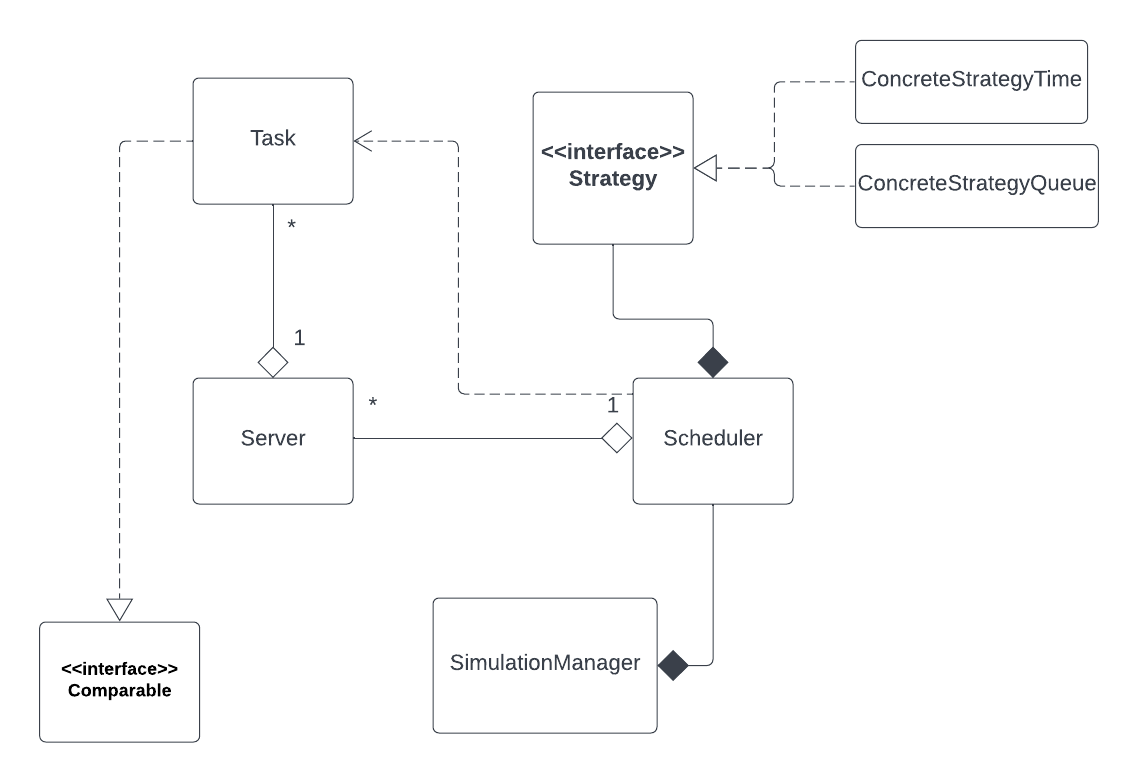 ConcreteStrategyTime
Task
<<interface>>
Strategy
ConcreteStrategyQueue
*
1
*
1
Server
Scheduler
SimulationManager
<<interface>>
Comparable